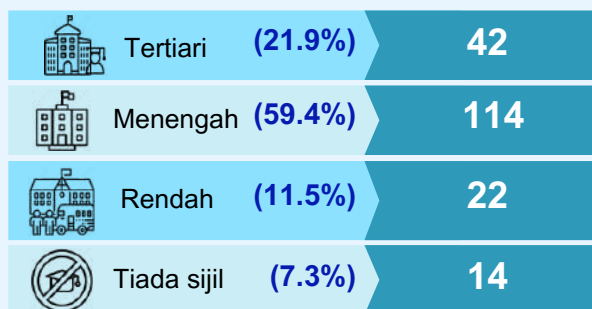 Tertiari (21.9%) 42
Menengah (59.4%) 114
Rendah (11.5%) 22
Tiada sijil (7.3%) 14